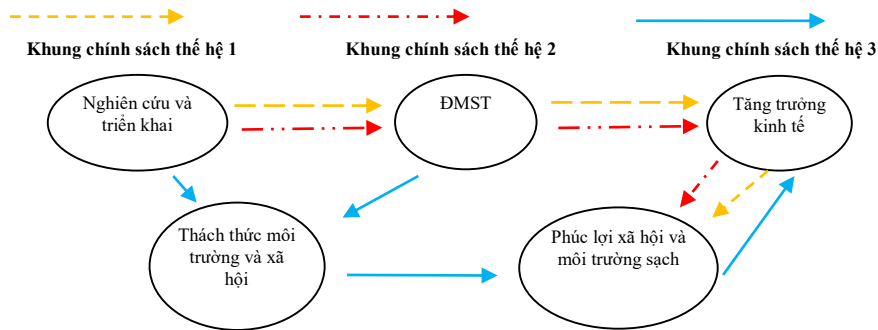 Khung chính sách thế hệ 1
Khung chính sách thế hệ 2
Khung chính sách thế hệ 3
Nghiên cứu và
triển khai
ĐMST
Tăng trưởng
kinh tế
Thách thức môi
trường và xã
hội
Phúc lợi xã hội và
môi trường sạch